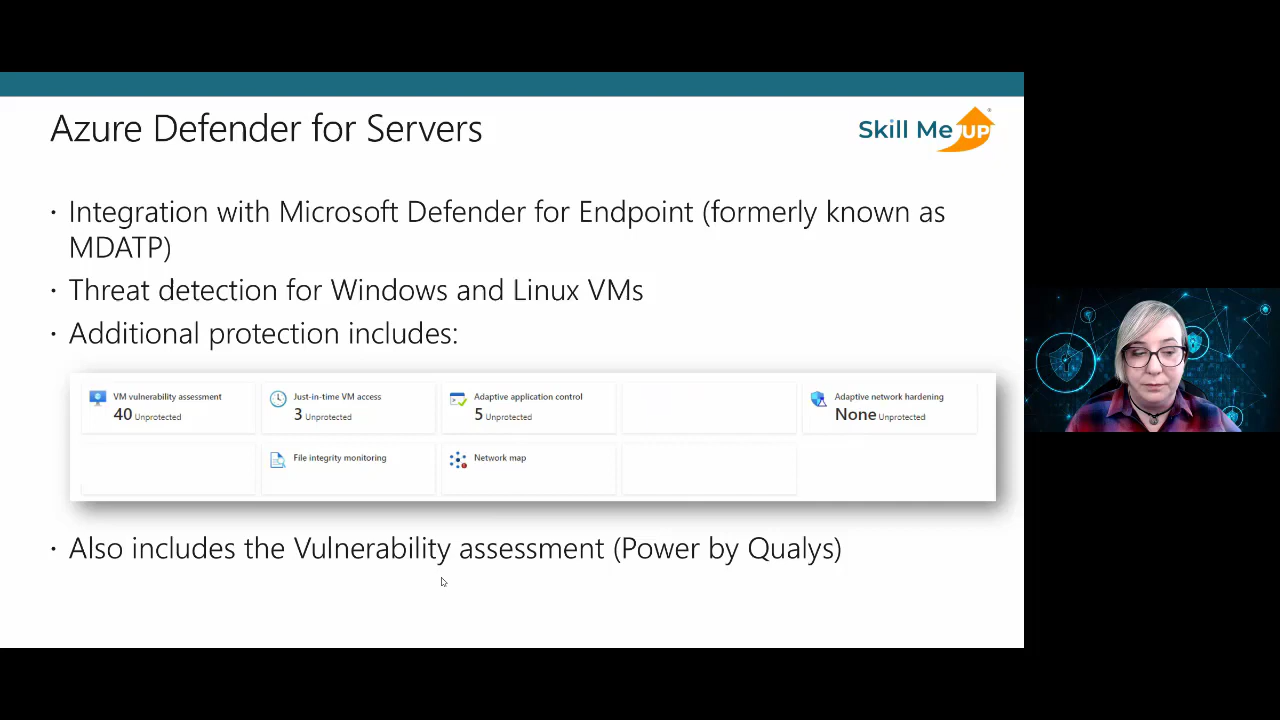 Azure Defender for Servers
Skill Me UP
· Integration with Microsoft Defender for Endpoint (formerly known as
MDATP)
· Threat detection for Windows and Linux VMs
· Additional protection includes:
VM vulnerability assessment
40 Unprotected
Just-in-time VM access
3 Unprotected
Adaptive application control
5 Unprotected
Adaptive network hardening
None Unprotected
File integrity monitoring
Network map
· Also includes the Vulnerability assessment (Power by Qualys)